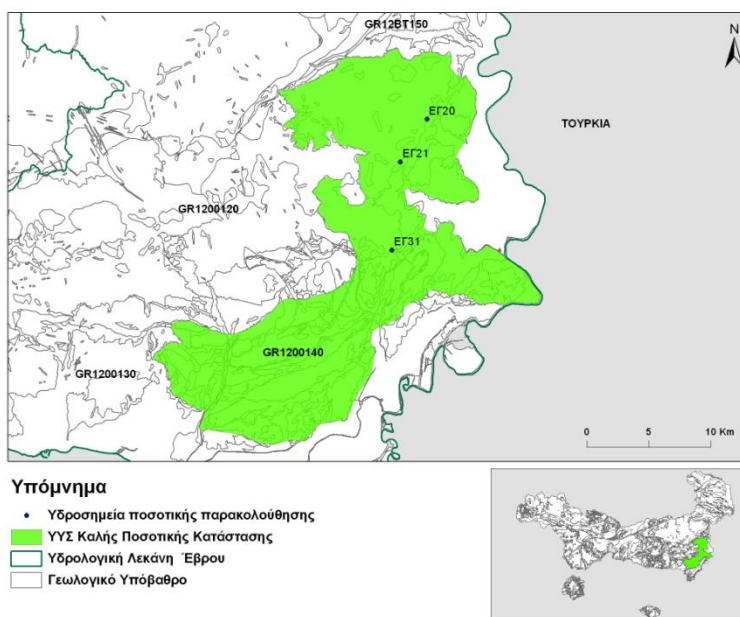 GR12BT150
N
ΕΓ20
ΤΟΥΡΚΙΑ
ΕΓ21
GR1200120
ΕΓ31
GR1200140
GR1200130
0 5 10 Km
Υπόμνημα
Υδροσημεία ποσοτικής παρακολούθησης
ΥΥΣ Καλής Ποσοτικής Κατάστασης
Υδρολογική Λεκάνη Έβρου
Γεωλογικό Υπόβαθρο